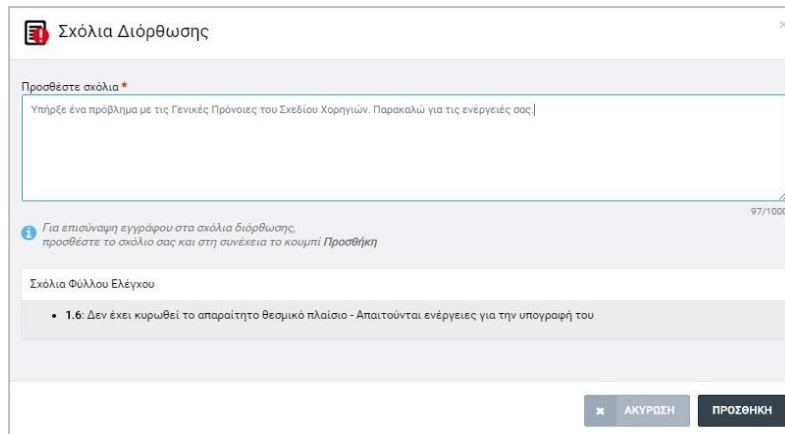 Σχόλια Διόρθωσης
Προσθέστε σχόλια *
Υπήρξε ένα πρόβλημα με τις Γενικές Πρόνοιες του Σχεδίου Χορηγιών. Παρακαλώ για τις ενέργειές σας.
97/1000
Για επισύναψη εγγράφου στα σχόλια διόρθωσης,
προσθέστε το σχόλιο σας και στη συνέχεια το κουμπί Προσθήκη
Σχόλια Φύλλου Ελέγχου
• 1.6: Δεν έχει κυρωθεί το απαραίτητο θεσμικό πλαίσιο - Απαιτούνται ενέργειες για την υπογραφή του
× ΑΚΥΡΩΣΗ
ΠΡΟΣΘΗΚΗ